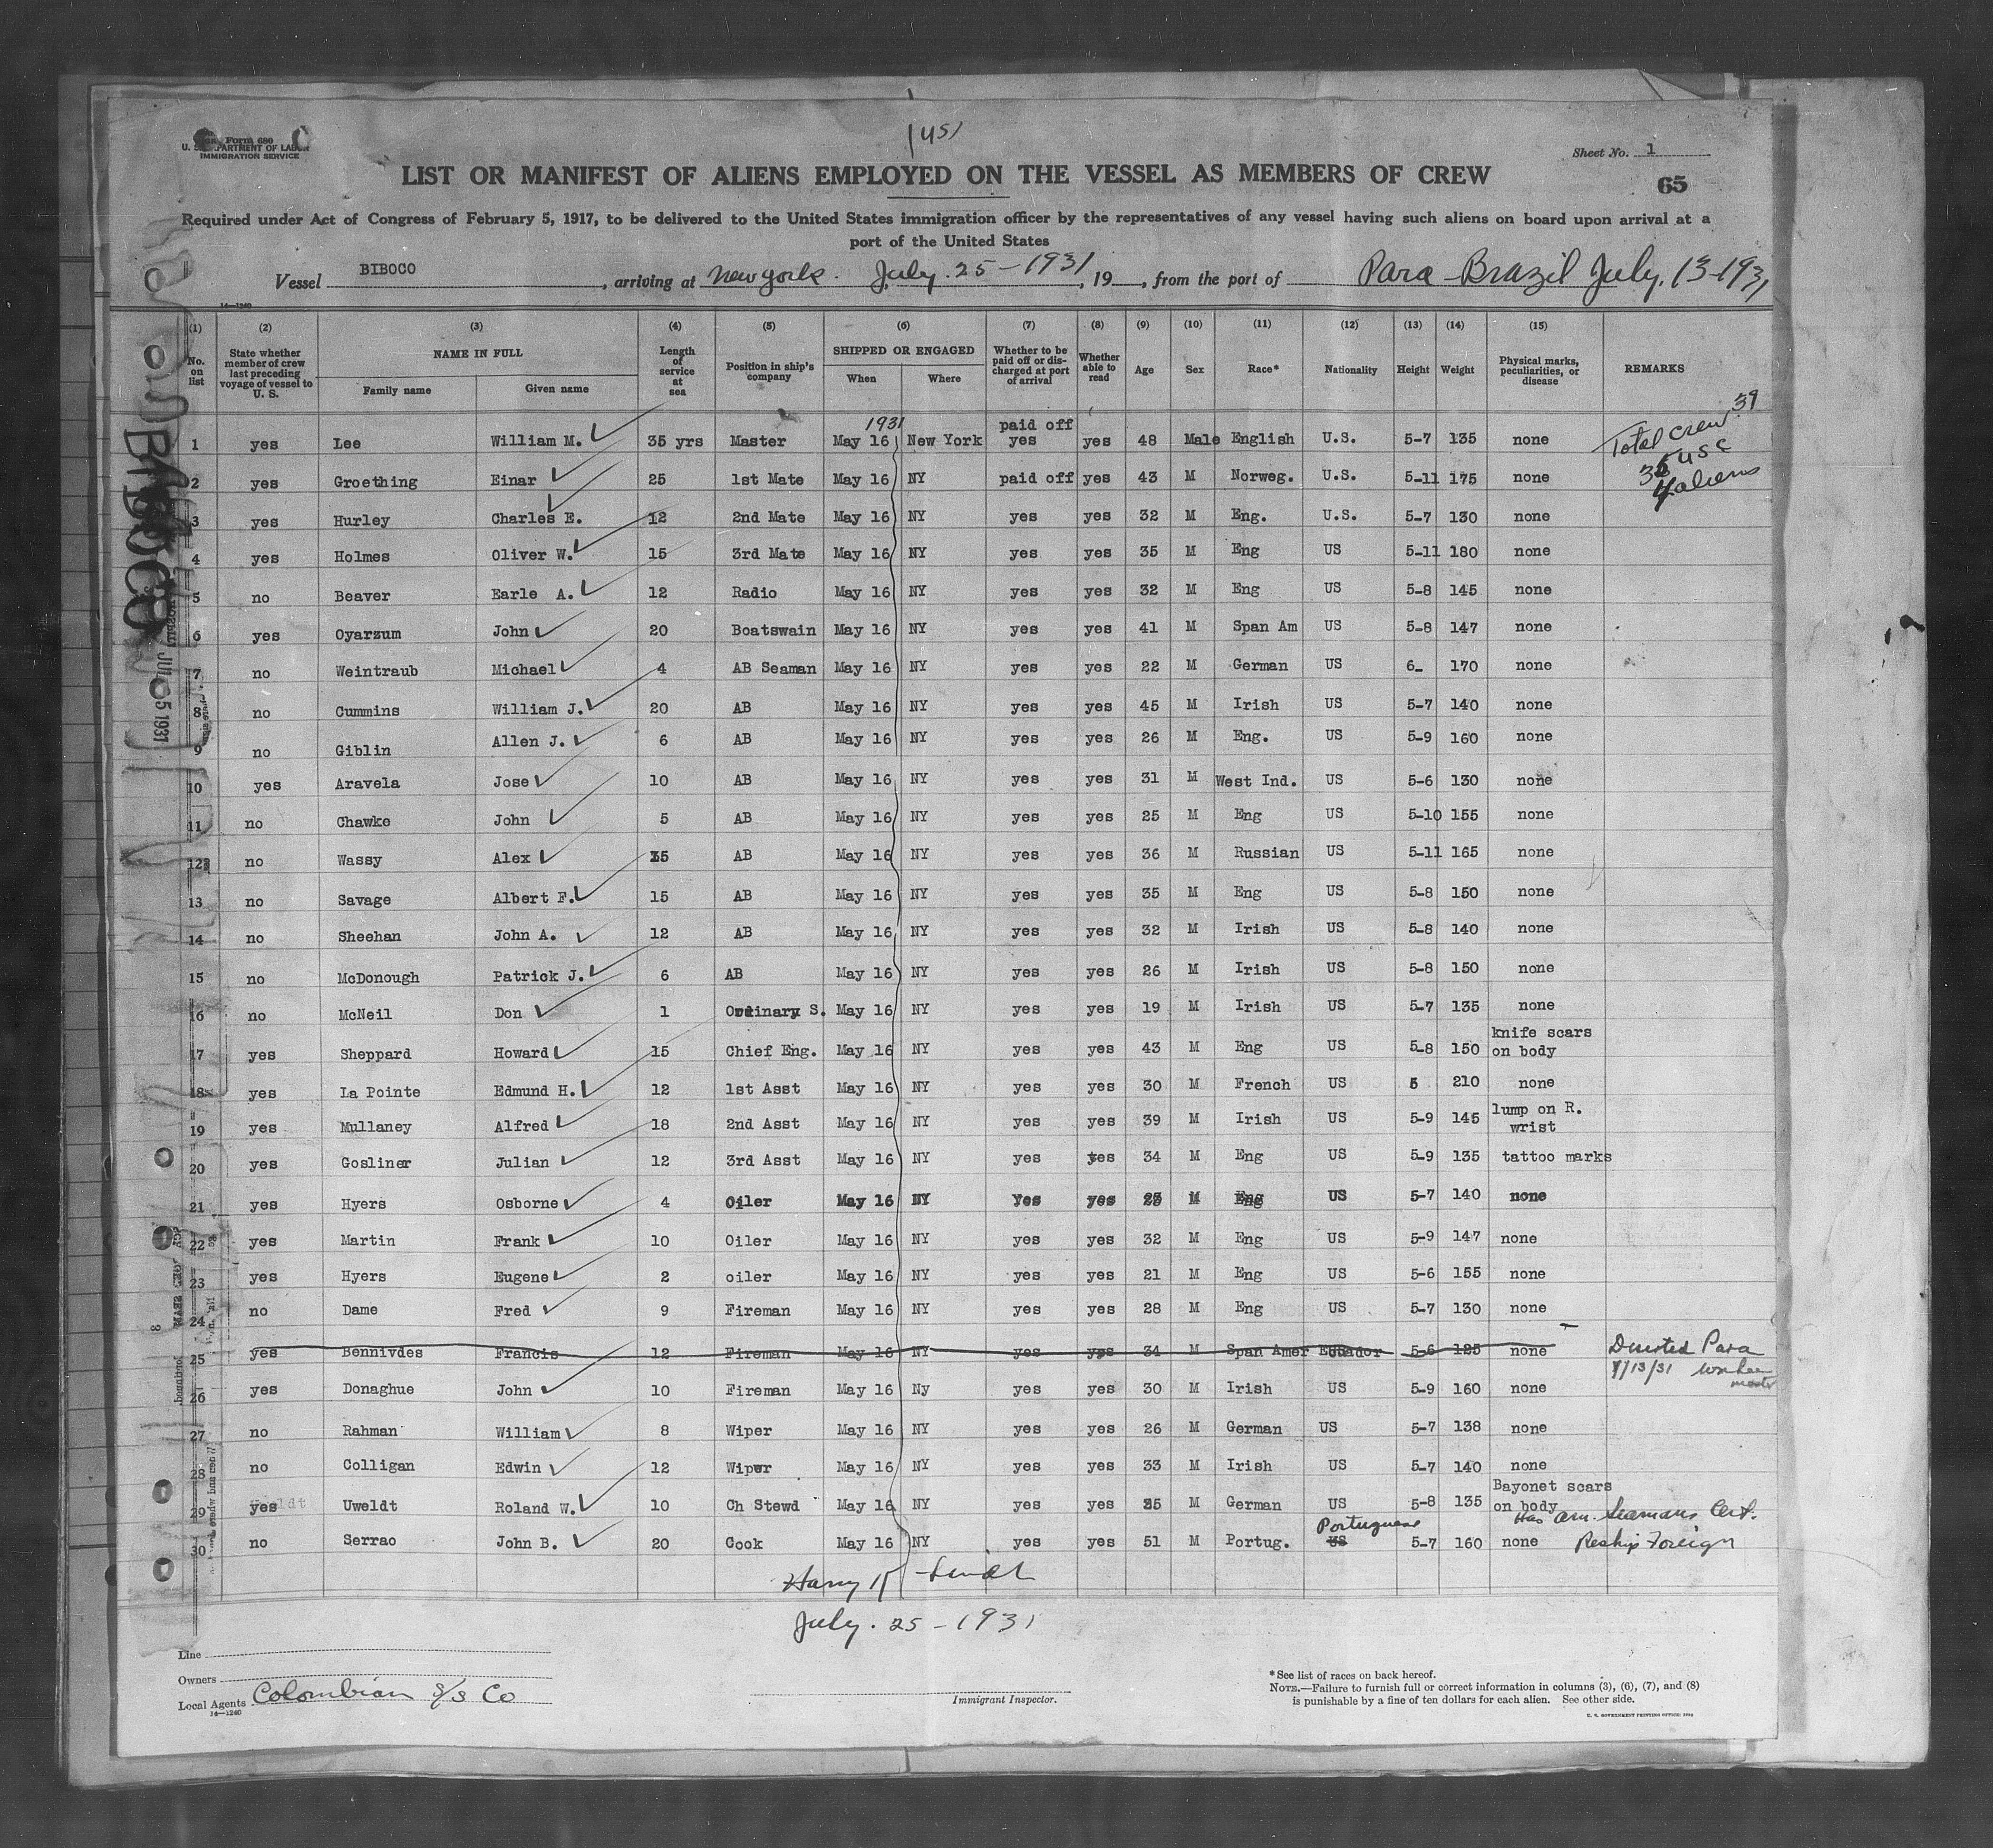 1451
Form 680
U. S. DEPARTMENT OF LABOR
IMMIGRATION SERVICE
Sheet No. 1
LIST OR MANIFEST OF ALIENS EMPLOYED ON THE VESSEL AS MEMBERS OF CREW
65
Required under Act of Congress of February 5, 1917, to be delivered to the United States immigration officer by the representatives of any vessel having such aliens on board upon arrival at a
port of the United States
Vessel BIBOCO, arriving at New York. July. 25 - 1931, 19, from the port of Para - Brazil July, 13-1931
14—1240
(1) (2) (3) (4) (5) (6) (7) (8) (9) (10) (11) (12) (13) (14) (15)
No. on list State whether member of crew last preceding voyage of vessel to U. S. NAME IN FULL Family name Given name Length of service at sea Position in ship's company SHIPPED OR ENGAGED When Where Whether to be paid off or discharged at port of arrival Whether able to read Age Sex Race* Nationality Height Weight Physical marks, peculiarities, or disease REMARKS
1 yes Lee William M. 35 yrs Master 1931 May 16 New York paid off yes yes 48 Male English U.S. 5-7 135 none Total crew 39
2 yes Groething Einar 25 1st Mate May 16 NY paid off yes 43 M Norweg. U.S. 5-11 175 none 35 USC 4 aliens
3 yes Hurley Charles E. 12 2nd Mate May 16 NY yes yes 32 M Eng. U.S. 5-7 130 none
4 yes Holmes Oliver W. 15 3rd Mate May 16 NY yes yes 35 M Eng US 5-11 180 none
5 no Beaver Earle A. 12 Radio May 16 NY yes yes 32 M Eng US 5-8 145 none
6 yes Oyarzum John 20 Boatswain May 16 NY yes yes 41 M Span Am US 5-8 147 none
7 no Weintraub Michael 4 AB Seaman May 16 NY yes yes 22 M German US 6_ 170 none
8 no Cummins William J. 20 AB May 16 NY yes yes 45 M Irish US 5-7 140 none
9 no Giblin Allen J. 6 AB May 16 NY yes yes 26 M Eng. US 5-9 160 none
10 yes Aravela Jose 10 AB May 16 NY yes yes 31 M West Ind. US 5-6 130 none
11 no Chawke John 5 AB May 16 NY yes yes 25 M Eng US 5-10 155 none
12 no Wassy Alex 15 AB May 16 NY yes yes 36 M Russian US 5-11 165 none
13 no Savage Albert F. 15 AB May 16 NY yes yes 35 M Eng US 5-8 150 none
14 no Sheehan John A. 12 AB May 16 NY yes yes 32 M Irish US 5-8 140 none
15 no McDonough Patrick J. 6 AB May 16 NY yes yes 26 M Irish US 5-8 150 none
16 no McNeil Don 1 Ordinary S. May 16 NY yes yes 19 M Irish US 5-7 135 none
17 yes Sheppard Howard 15 Chief Eng. May 16 NY yes yes 43 M Eng US 5-8 150 knife scars on body
18 yes La Pointe Edmund H. 12 1st Asst May 16 NY yes yes 30 M French US 5 210 none
19 yes Mullaney Alfred 18 2nd Asst May 16 NY yes yes 39 M Irish US 5-9 145 lump on R. wrist
20 yes Gosliner Julian 12 3rd Asst May 16 NY yes yes 34 M Eng US 5-9 135 tattoo marks
21 yes Hyers Osborne 4 Oiler May 16 NY Yes yes M Eng US 5-7 140 none
22 yes Martin Frank 10 Oiler May 16 NY yes yes 32 M Eng US 5-9 147 none
23 yes Hyers Eugene 2 oiler May 16 NY yes yes 21 M Eng US 5-6 155 none
24 no Dame Fred 9 Fireman May 16 NY yes yes 28 M Eng US 5-7 130 none
25 yes Bennivdes Francis 12 Fireman May 16 NY yes yes 34 M Span Amer Ecuador 5-6 125 none Deserted Para 7/13/31
26 yes Donaghue John 10 Fireman May 16 Ny yes yes 30 M Irish US 5-9 160 none
27 no Rahman William 8 Wiper May 16 NY yes yes 26 M German US 5-7 138 none
28 no Colligan Edwin 12 Wiper May 16 NY yes yes 33 M Irish US 5-7 140 none
29 yes Uweldt Roland W. 10 Ch Stewd May 16 NY yes yes 35 M German US 5-8 135 Bayonet scars on body
30 no Serrao John B. 20 Cook May 16 NY yes yes 51 M Portug. US Portuguese 5-7 160 none Has Am. Seamans Cert. Reship Foreign
Harry
July. 25 - 1931
Line
Owners
Local Agents Colombian S/S Co
14—1240
Immigrant Inspector.
* See list of races on back hereof.
NOTE.—Failure to furnish full or correct information in columns (3), (6), (7), and (8)
is punishable by a fine of ten dollars for each alien. See other side.
U. S. GOVERNMENT PRINTING OFFICE
BIBOCO